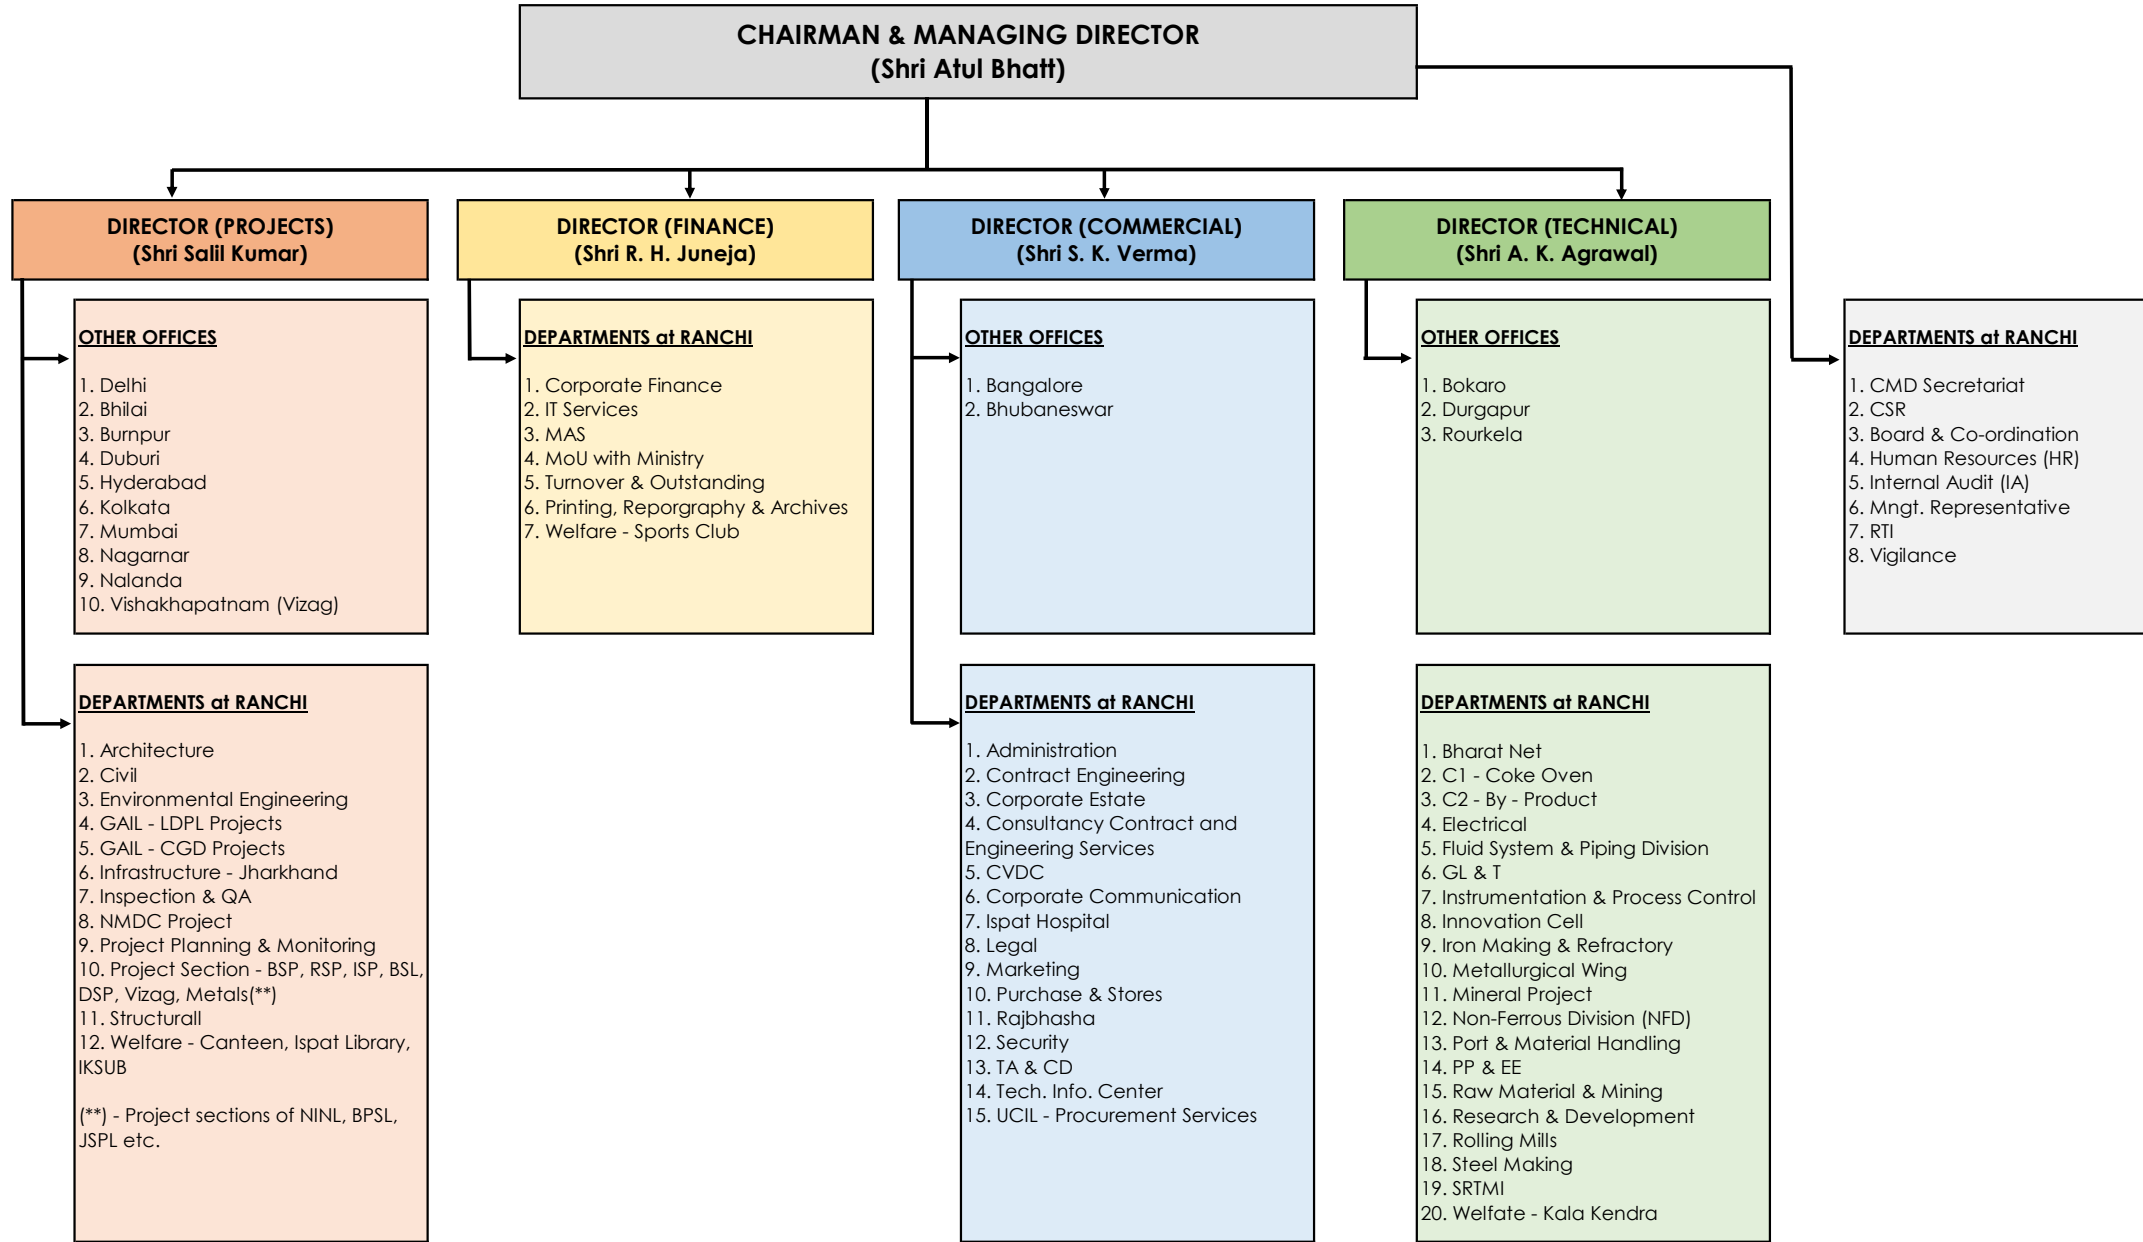 CHAIRMAN & MANAGING DIRECTOR
(Shri Atul Bhatt)
DIRECTOR (PROJECTS)
(Shri Salil Kumar)
DIRECTOR (FINANCE)
(Shri R. H. Juneja)
DIRECTOR (COMMERCIAL)
(Shri S. K. Verma)
DIRECTOR (TECHNICAL)
(Shri A. K. Agrawal)
OTHER OFFICES
1. Delhi
2. Bhilai
3. Burnpur
4. Duburi
5. Hyderabad
6. Kolkata
7. Mumbai
8. Nagarnar
9. Nalanda
10. Vishakhapatnam (Vizag)
DEPARTMENTS at RANCHI
1. Corporate Finance
2. IT Services
3. MAS
4. MoU with Ministry
5. Turnover & Outstanding
6. Printing, Reporgraphy & Archives
7. Welfare - Sports Club
OTHER OFFICES
1. Bangalore
2. Bhubaneswar
OTHER OFFICES
1. Bokaro
2. Durgapur
3. Rourkela
DEPARTMENTS at RANCHI
1. CMD Secretariat
2. CSR
3. Board & Co-ordination
4. Human Resources (HR)
5. Internal Audit (IA)
6. Mngt. Representative
7. RTI
8. Vigilance
DEPARTMENTS at RANCHI
1. Architecture
2. Civil
3. Environmental Engineering
4. GAIL - LDPL Projects
5. GAIL - CGD Projects
6. Infrastructure - Jharkhand
7. Inspection & QA
8. NMDC Project
9. Project Planning & Monitoring
10. Project Section - BSP, RSP, ISP, BSL,
DSP, Vizag, Metals(**)
11. Structurall
12. Welfare - Canteen, Ispat Library,
IKSUB
(**) - Project sections of NINL, BPSL,
JSPL etc.
DEPARTMENTS at RANCHI
1. Administration
2. Contract Engineering
3. Corporate Estate
4. Consultancy Contract and
Engineering Services
5. CVDC
6. Corporate Communication
7. Ispat Hospital
8. Legal
9. Marketing
10. Purchase & Stores
11. Rajbhasha
12. Security
13. TA & CD
14. Tech. Info. Center
15. UCIL - Procurement Services
DEPARTMENTS at RANCHI
1. Bharat Net
2. C1 - Coke Oven
3. C2 - By - Product
4. Electrical
5. Fluid System & Piping Division
6. GL & T
7. Instrumentation & Process Control
8. Innovation Cell
9. Iron Making & Refractory
10. Metallurgical Wing
11. Mineral Project
12. Non-Ferrous Division (NFD)
13. Port & Material Handling
14. PP & EE
15. Raw Material & Mining
16. Research & Development
17. Rolling Mills
18. Steel Making
19. SRTMI
20. Welfate - Kala Kendra